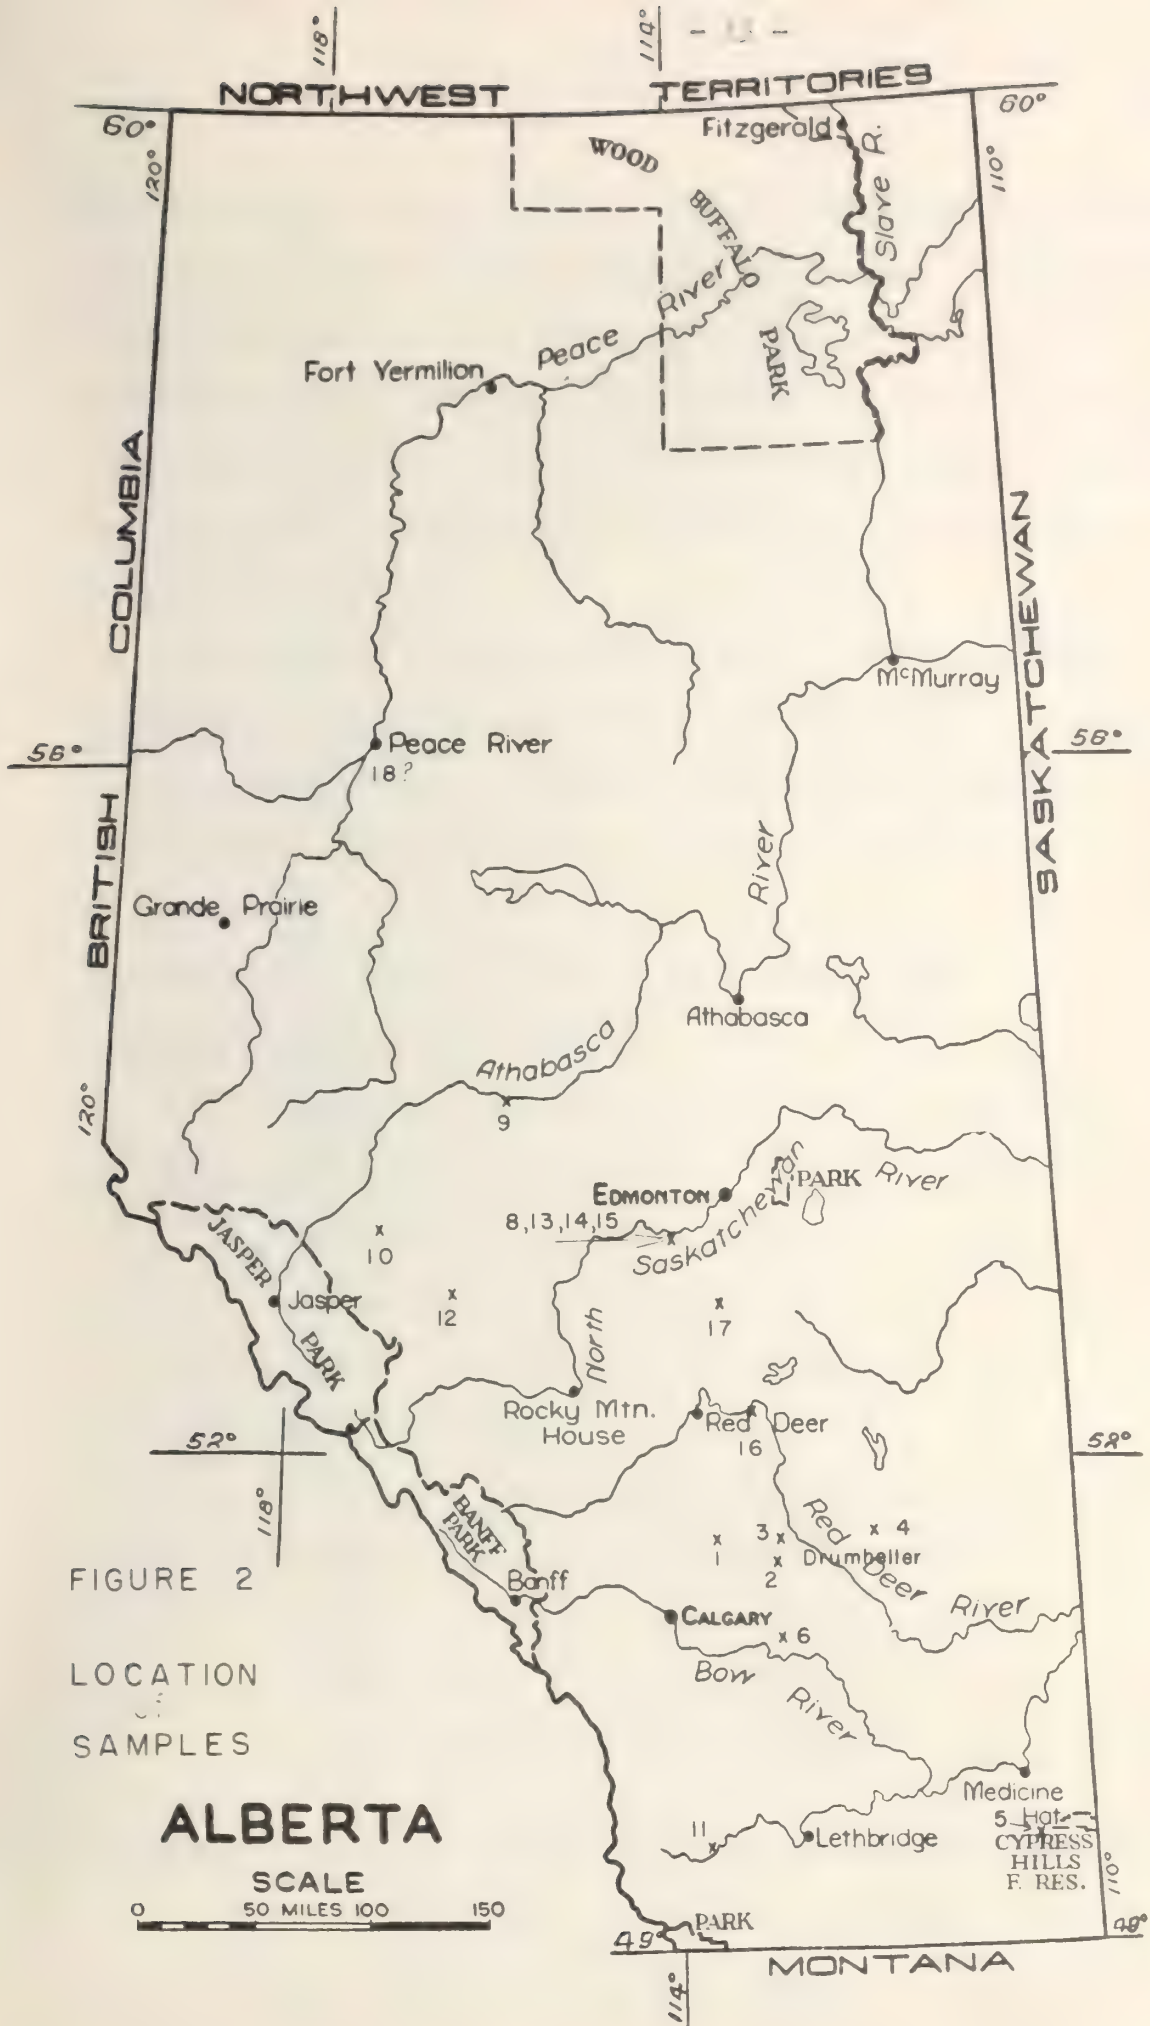 118°
114°
NORTHWEST TERRITORIES
60°
60°
120°
110°
Fitzgerald
WOOD
BUFFALO
PARK
Slave R.
Peace River
Fort Vermilion
BRITISH COLUMBIA
SASKATCHEWAN
McMurray
56°
56°
Peace River
18?
Grande Prairie
River
Athabasca
Athabasca
9
120°
EDMONTON
PARK
River
8,13,14,15
Saskatchewan
North
10
JASPER
PARK
Jasper
12
17
Rocky Mtn.
House
Red Deer
16
52°
52°
118°
BANFF
PARK
Banff
1
3
2
4
Drumheller
Red Deer River
CALGARY
6
Bow River
FIGURE 2
LOCATION
of
SAMPLES
ALBERTA
SCALE
0 50 MILES 100 150
Medicine
Hat
5
CYPRESS
HILLS
F. RES.
110°
11
Lethbridge
PARK
49°
49°
MONTANA
114°